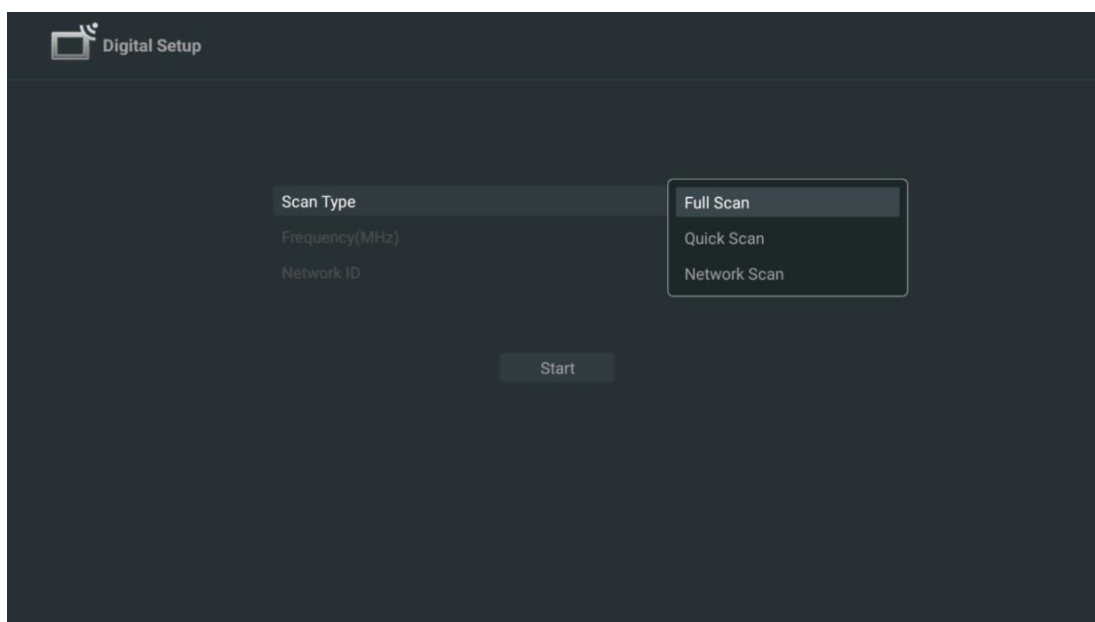 Digital Setup
Scan Type
Full Scan
Frequency(MHz)
Quick Scan
Network ID
Network Scan
Start